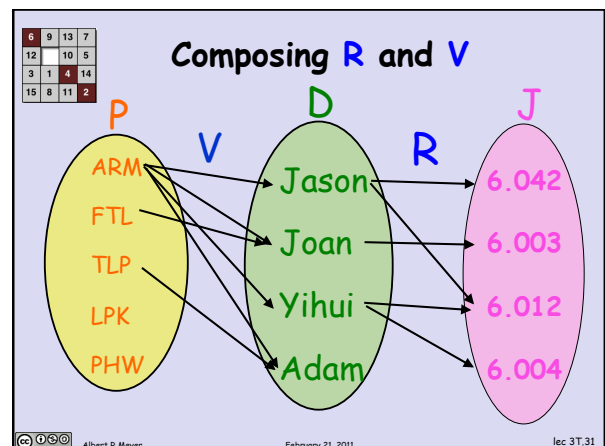 6 9 13 7
12 10 5
3 1 4 14
15 8 11 2
Composing R and V
P
V
D
R
J
ARM
FTL
TLP
LPK
PHW
Jason
Joan
Yihui
Adam
6.042
6.003
6.012
6.004
cc
Albert R Meyer
February 21, 2011
lec 3T.31